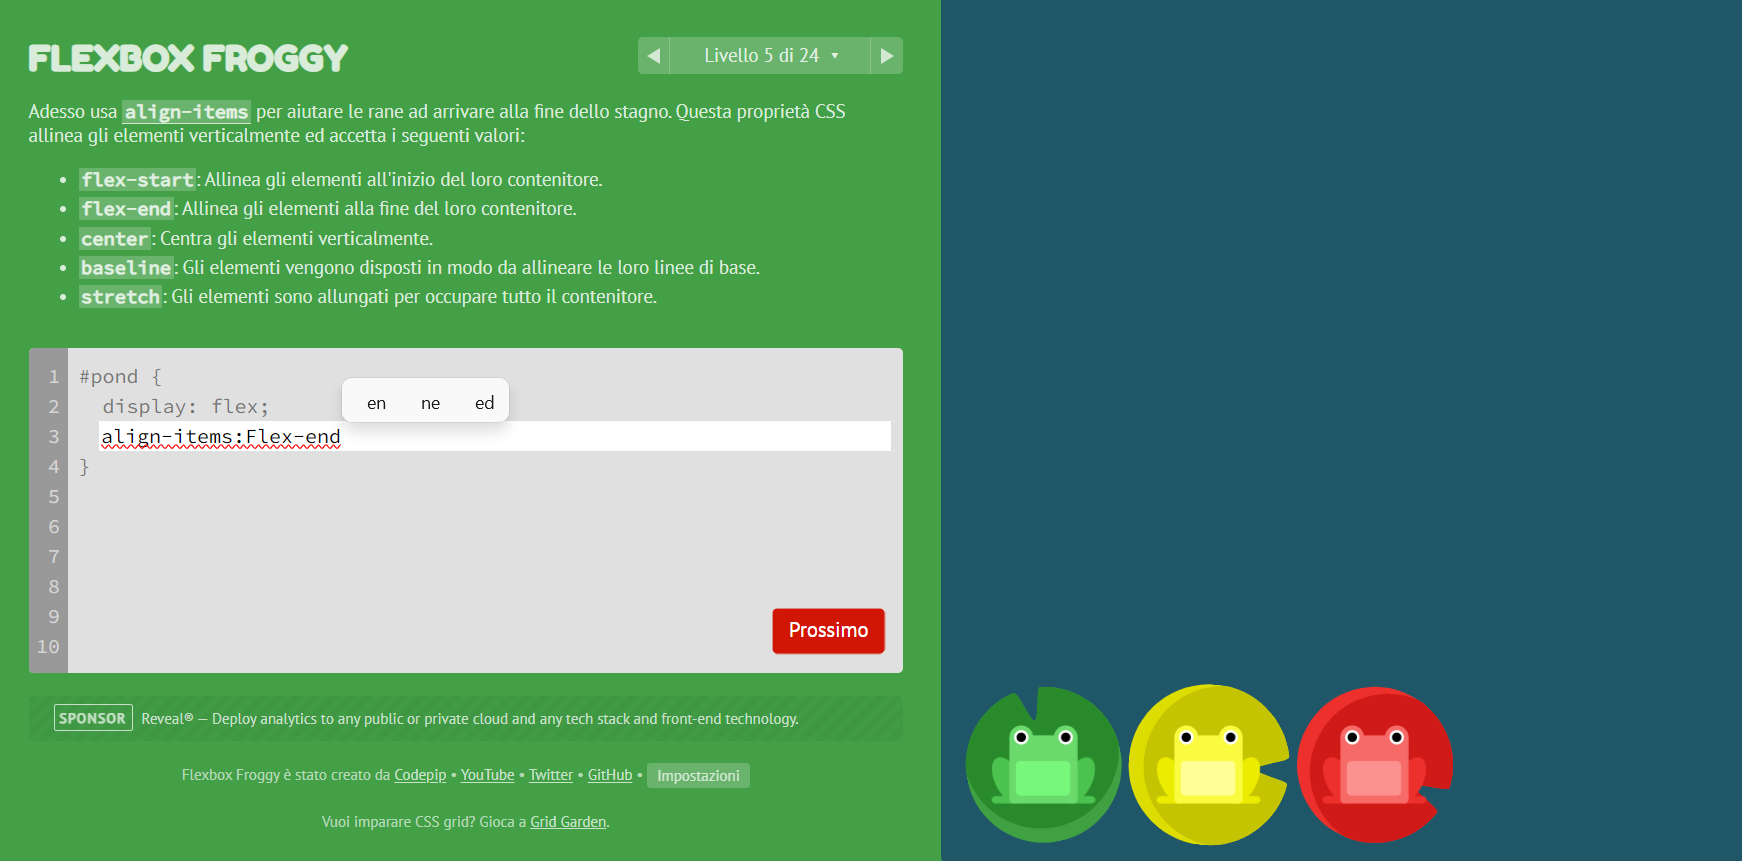 FLEXBOX FROGGY
Livello 5 di 24
Adesso usa align-items per aiutare le rane ad arrivare alla fine dello stagno. Questa proprietà CSS
allinea gli elementi verticalmente ed accetta i seguenti valori:
• flex-start: Allinea gli elementi all'inizio del loro contenitore.
• flex-end: Allinea gli elementi alla fine del loro contenitore.
• center: Centra gli elementi verticalmente.
• baseline: Gli elementi vengono disposti in modo da allineare le loro linee di base.
• stretch: Gli elementi sono allungati per occupare tutto il contenitore.
1 #pond {
en ne ed
2 display: flex;
3 align-items:Flex-end
4 }
5
6
7
8
9
10
Prossimo
SPONSOR Reveal® — Deploy analytics to any public or private cloud and any tech stack and front-end technology.
Flexbox Froggy è stato creato da Codepip • YouTube • Twitter • GitHub • Impostazioni
Vuoi imparare CSS grid? Gioca a Grid Garden.